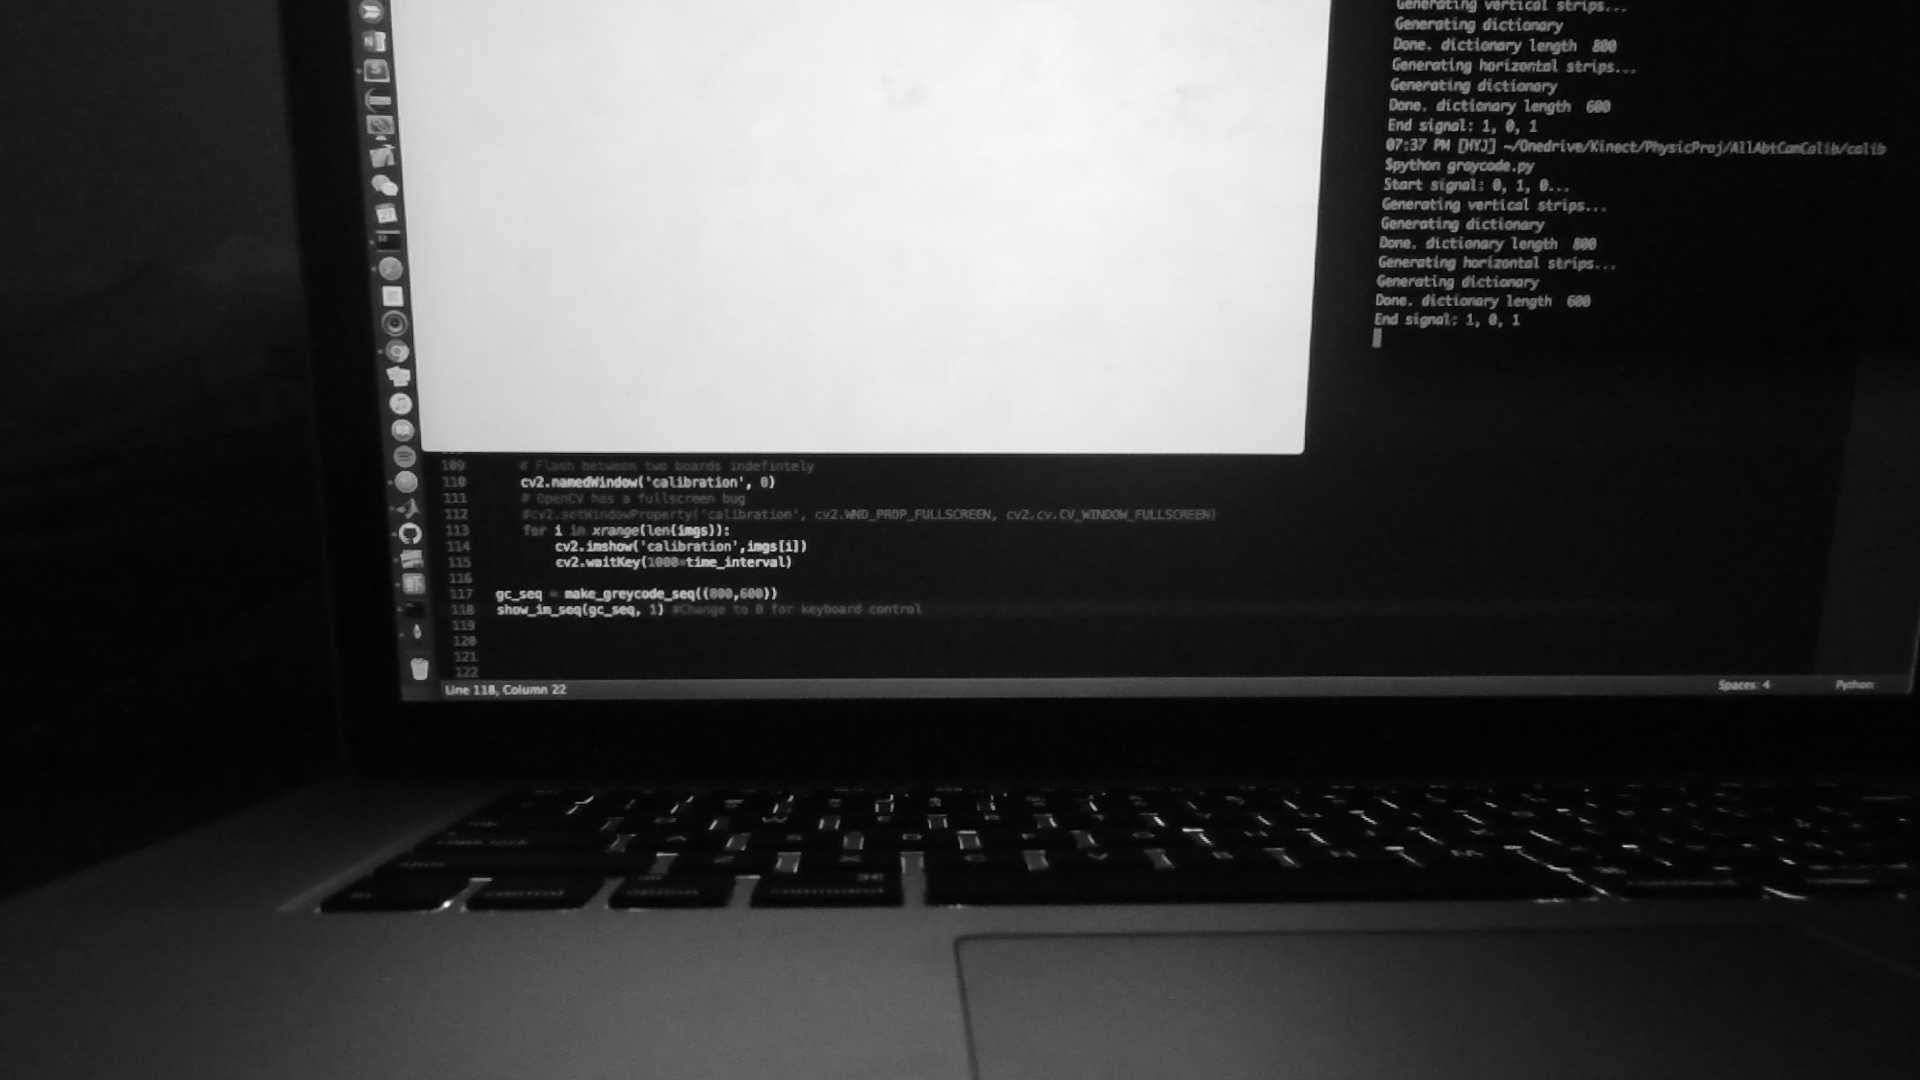 Generating vertical strips...
Generating dictionary
Done. dictionary length 800
Generating horizontal strips...
Generating dictionary
Done. dictionary length 600
End signal: 1, 0, 1
07:37 PM [HYJ] ~/Onedrive/Kinect/PhysicProj/AllAbtCamCalib/calib
$python graycode.py
Start signal: 0, 1, 0...
Generating vertical strips...
Generating dictionary
Done. dictionary length 800
Generating horizontal strips...
Generating dictionary
Done. dictionary length 600
End signal: 1, 0, 1
109 # Flash between two boards indefintely
110 cv2.namedWindow('calibration', 0)
111 # OpenCV has a fullscreen bug
112 #cv2.setWindowProperty('calibration', cv2.WND_PROP_FULLSCREEN, cv2.cv.CV_WINDOW_FULLSCREEN)
113 for i in xrange(len(imgs)):
114 cv2.imshow('calibration',imgs[i])
115 cv2.waitKey(1000*time_interval)
116
117 gc_seq = make_greycode_seq((800,600))
118 show_im_seq(gc_seq, 1) #Change to 0 for keyboard control
119
120
121
122
Line 118, Column 22
Spaces: 4
Python